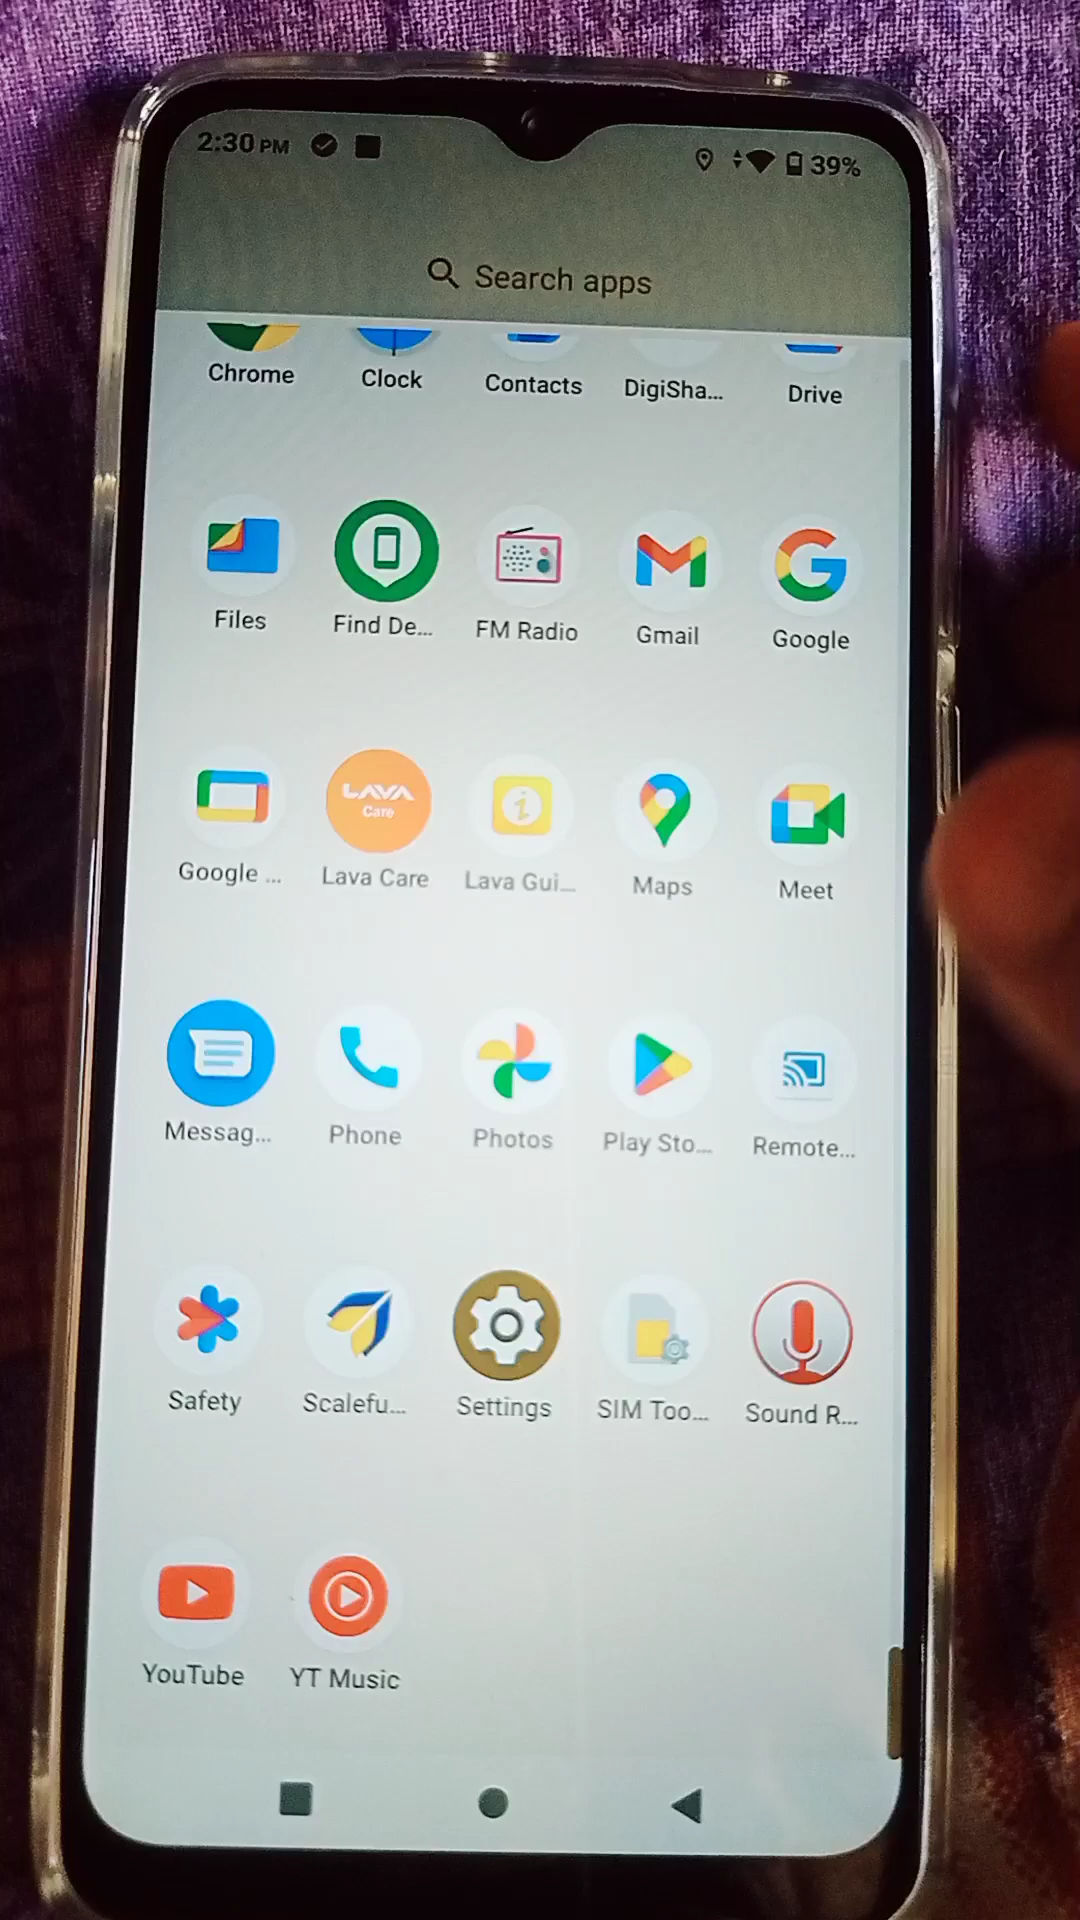 2:30 PM 39%
Search apps
Chrome Clock Contacts DigiSha... Drive
Files Find De... FM Radio Gmail Google
LAVA
Care
Google ... Lava Care Lava Gui... Maps Meet
Messag... Phone Photos Play Sto... Remote...
Safety Scalefu... Settings SIM Too... Sound R...
YouTube YT Music